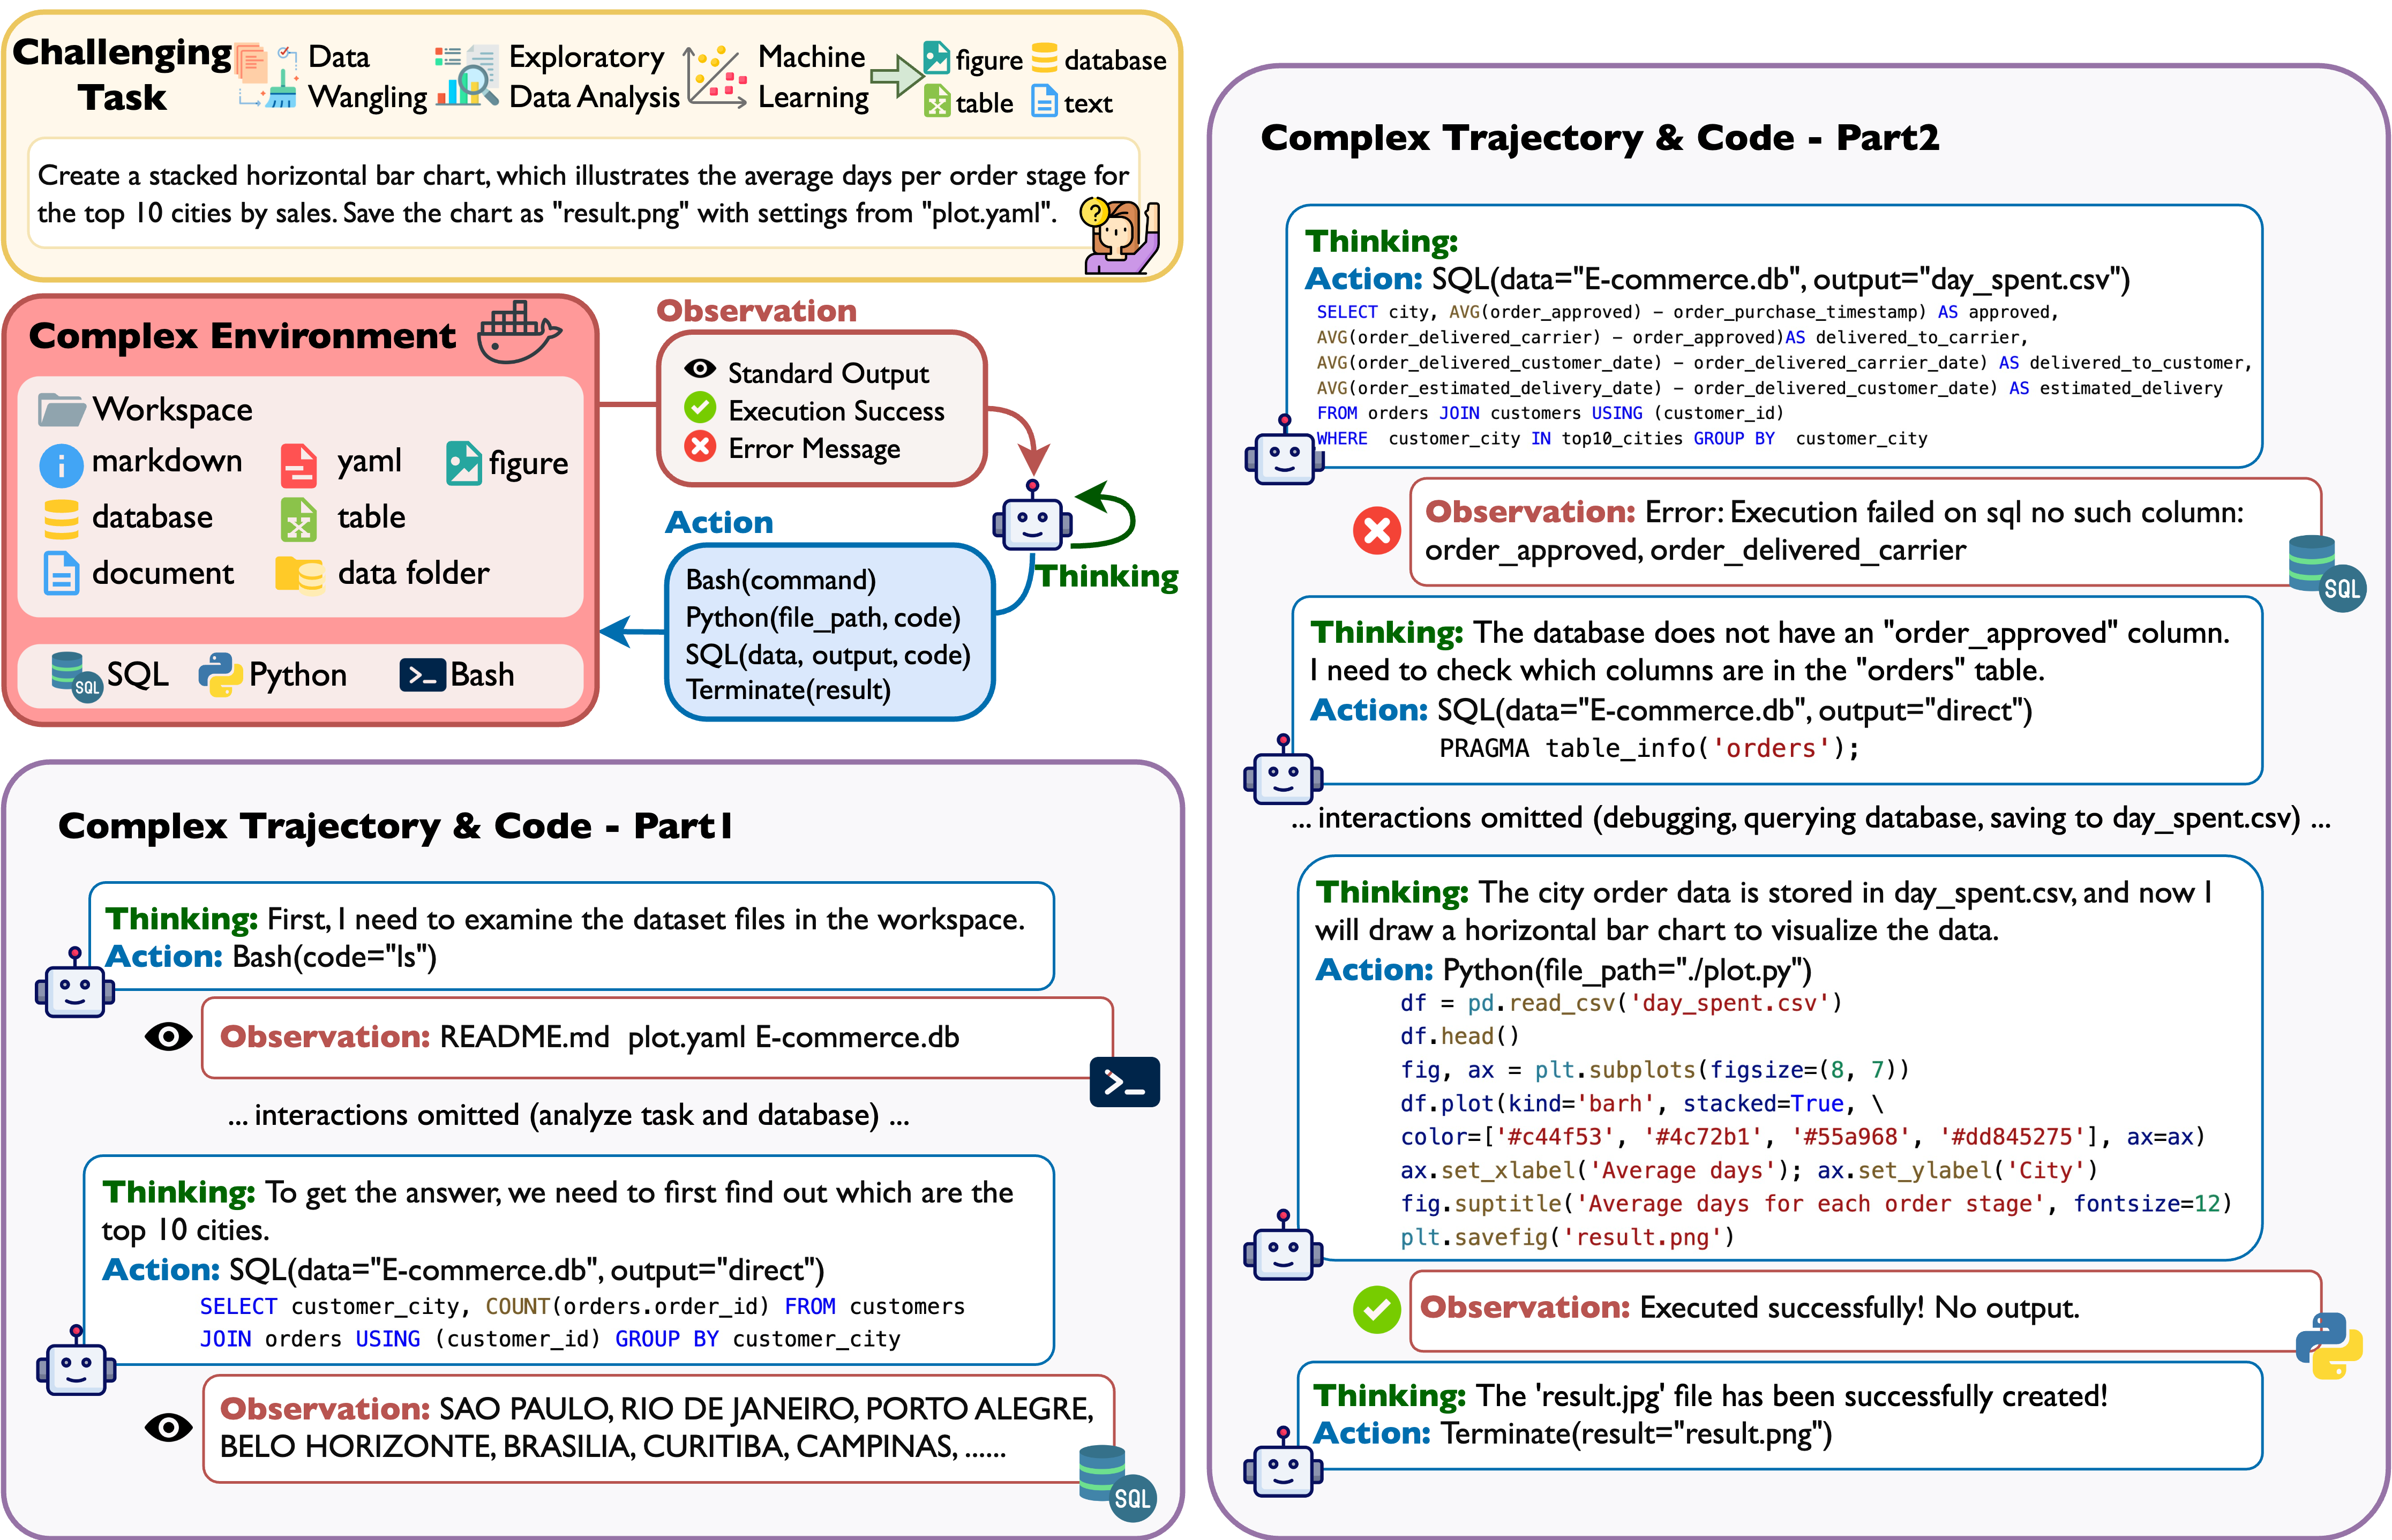 Challenging
Task
Data
Wangling
Exploratory
Data Analysis
Machine
Learning
figure
database
table
text
Create a stacked horizontal bar chart, which illustrates the average days per order stage for
the top 10 cities by sales. Save the chart as "result.png" with settings from "plot.yaml".
?
Complex Environment
Workspace
markdown
yaml
figure
database
table
document
data folder
SQL
SQL
Python
Bash
Observation
Standard Output
Execution Success
Error Message
Action
Bash(command)
Python(file_path, code)
SQL(data, output, code)
Terminate(result)
Thinking
Complex Trajectory & Code - Part1
Thinking: First, I need to examine the dataset files in the workspace.
Action: Bash(code="ls")
Observation: README.md plot.yaml E-commerce.db
... interactions omitted (analyze task and database) ...
Thinking: To get the answer, we need to first find out which are the
top 10 cities.
Action: SQL(data="E-commerce.db", output="direct")
SELECT customer_city, COUNT(orders.order_id) FROM customers
JOIN orders USING (customer_id) GROUP BY customer_city
Observation: SAO PAULO, RIO DE JANEIRO, PORTO ALEGRE,
BELO HORIZONTE, BRASILIA, CURITIBA, CAMPINAS, ......
SQL
Complex Trajectory & Code - Part2
Thinking:
Action: SQL(data="E-commerce.db", output="day_spent.csv")
SELECT city, AVG(order_approved) - order_purchase_timestamp) AS approved,
AVG(order_delivered_carrier) - order_approved)AS delivered_to_carrier,
AVG(order_delivered_customer_date) - order_delivered_carrier_date) AS delivered_to_customer,
AVG(order_estimated_delivery_date) - order_delivered_customer_date) AS estimated_delivery
FROM orders JOIN customers USING (customer_id)
WHERE customer_city IN top10_cities GROUP BY customer_city
Observation: Error: Execution failed on sql no such column:
order_approved, order_delivered_carrier
SQL
Thinking: The database does not have an "order_approved" column.
I need to check which columns are in the "orders" table.
Action: SQL(data="E-commerce.db", output="direct")
PRAGMA table_info('orders');
... interactions omitted (debugging, querying database, saving to day_spent.csv) ...
Thinking: The city order data is stored in day_spent.csv, and now I
will draw a horizontal bar chart to visualize the data.
Action: Python(file_path="./plot.py")
df = pd.read_csv('day_spent.csv')
df.head()
fig, ax = plt.subplots(figsize=(8, 7))
df.plot(kind='barh', stacked=True, \
color=['#c44f53', '#4c72b1', '#55a968', '#dd845275'], ax=ax)
ax.set_xlabel('Average days'); ax.set_ylabel('City')
fig.suptitle('Average days for each order stage', fontsize=12)
plt.savefig('result.png')
Observation: Executed successfully! No output.
Thinking: The 'result.jpg' file has been successfully created!
Action: Terminate(result="result.png")